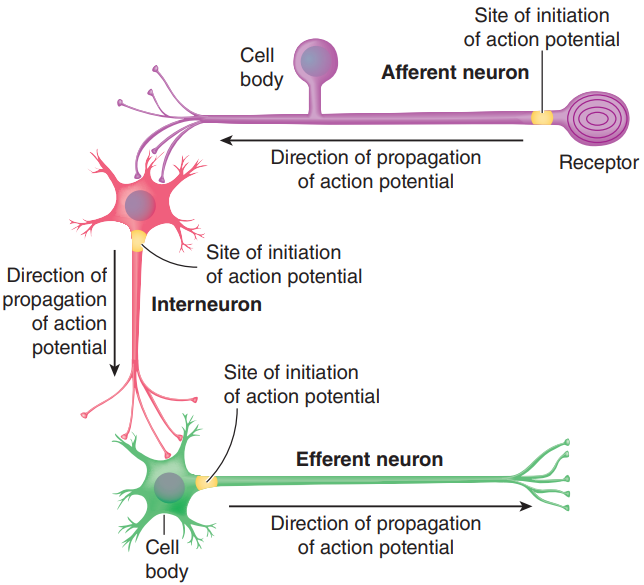 Site of initiation
of action potential
Cell
body
Afferent neuron
Direction of propagation
of action potential
Receptor
Site of initiation
of action potential
Direction of
propagation
of action
potential
Interneuron
Site of initiation
of action potential
Efferent neuron
Direction of propagation
of action potential
Cell
body